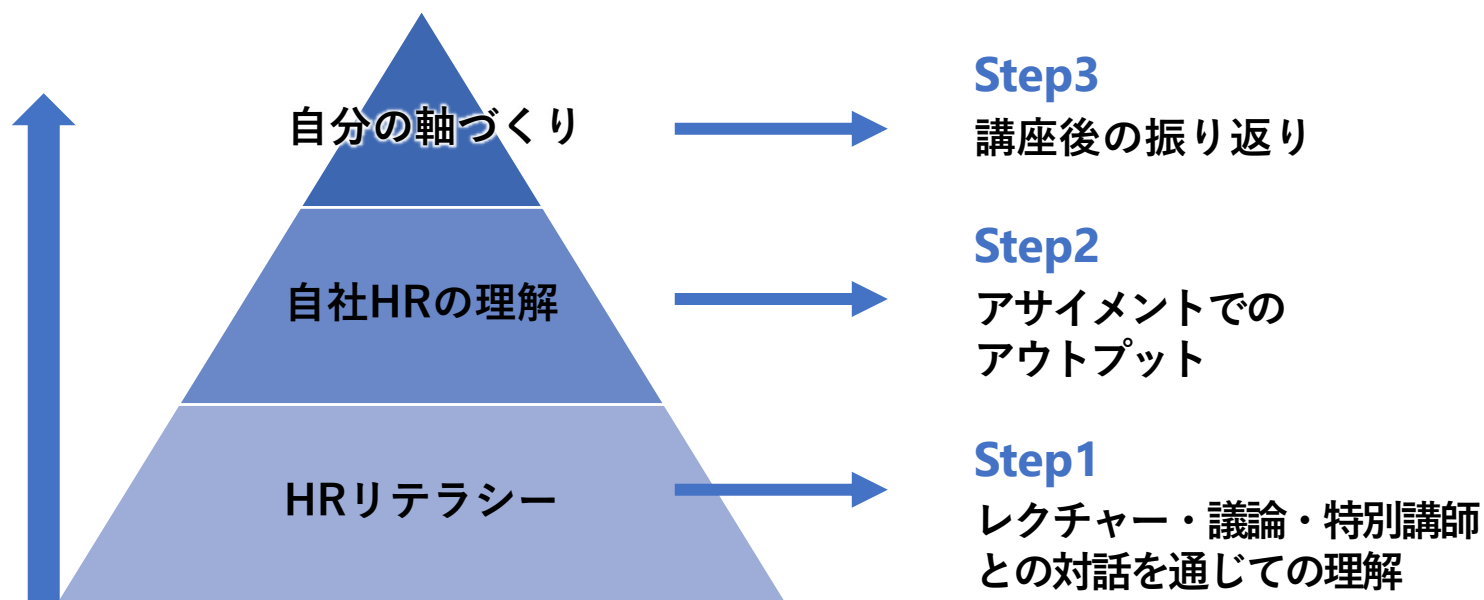 自分の軸づくり
Step3
講座後の振り返り
自社HRの理解
Step2
アサイメントでの
アウトプット
HRリテラシー
Step1
レクチャー・議論・特別講師
との対話を通じての理解